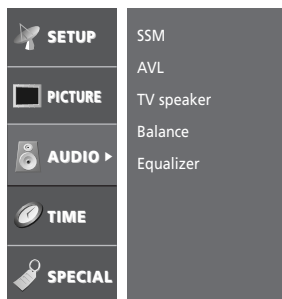 SETUP
PICTURE
AUDIO
TIME
SPECIAL
SSM
AVL
TV speaker
Balance
Equalizer